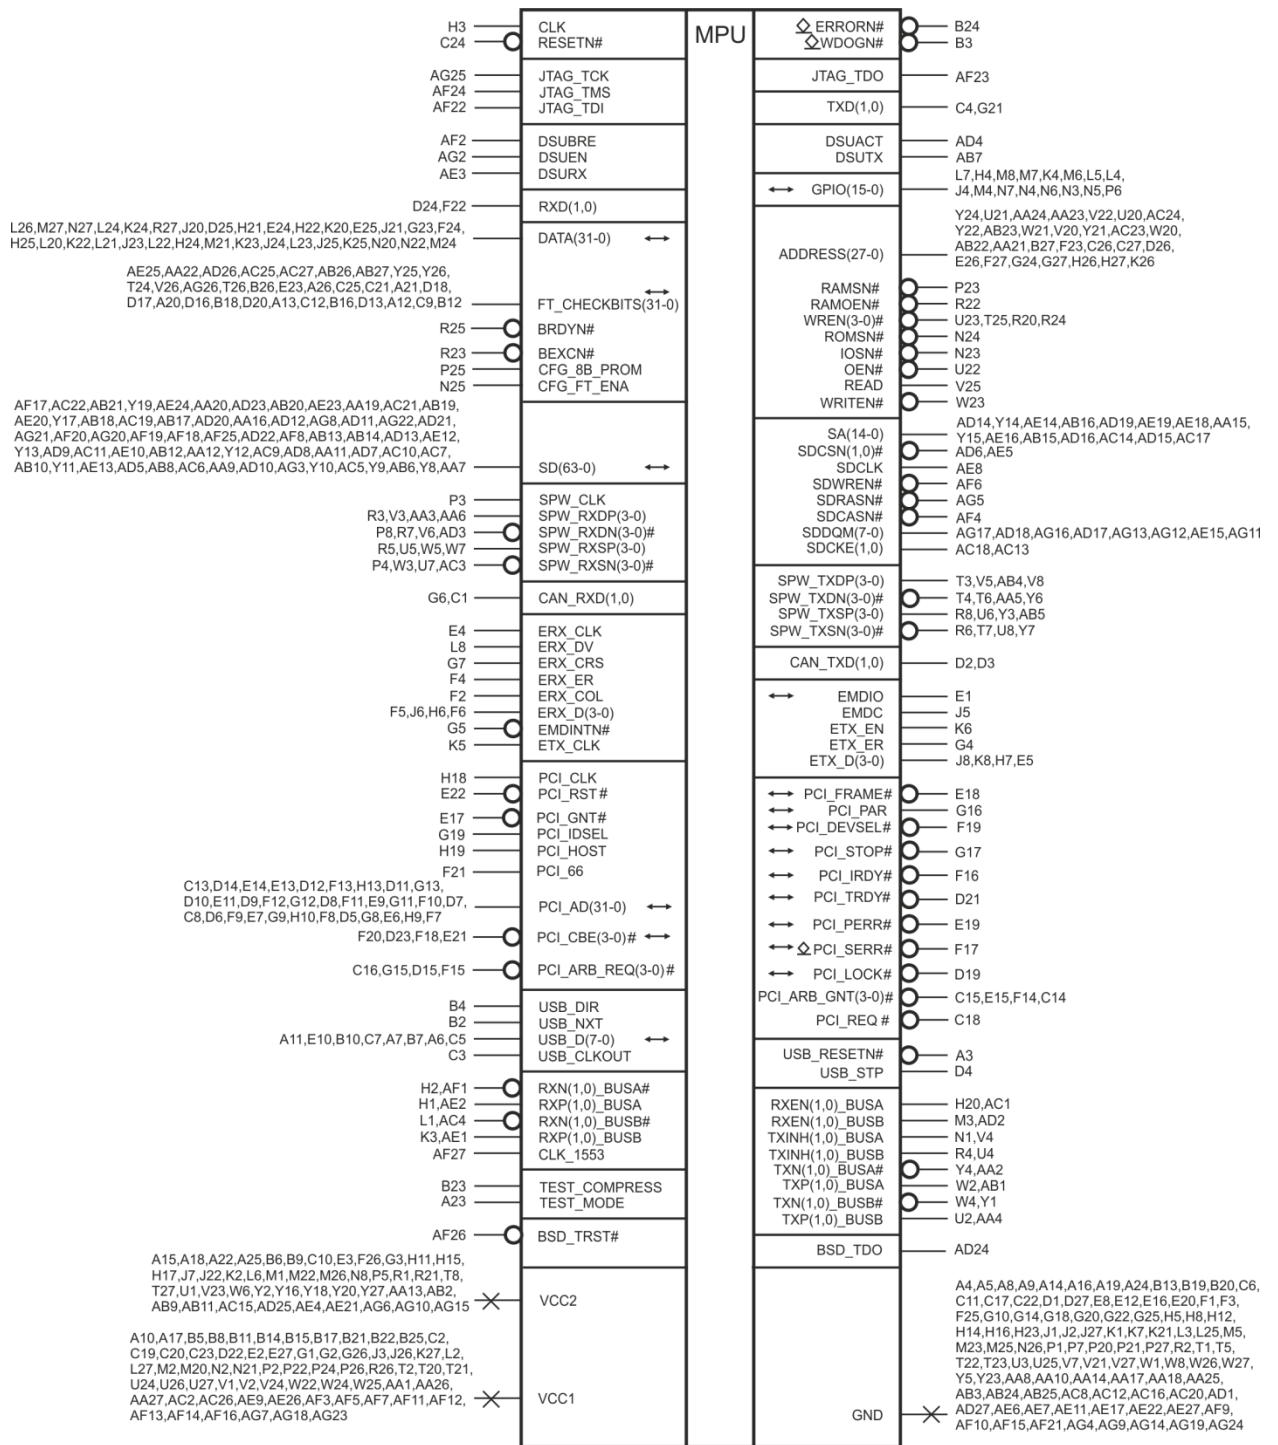 MPU
H3 CLK
C24 RESETN#
AG25 JTAG_TCK
AF24 JTAG_TMS
AF22 JTAG_TDI
AF2 DSUBRE
AG2 DSUEN
AE3 DSURX
D24,F22 RXD(1,0)
L26,M27,N27,L24,K24,R27,J20,D25,H21,E24,H22,K20,E25,J21,G23,F24,
H25,L20,K22,L21,J23,L22,H24,M21,K23,J24,L23,J25,K25,N20,N22,M24
DATA(31-0)
AE25,AA22,AD26,AC25,AC27,AB26,AB27,Y25,Y26,
T24,V26,AG26,T26,B26,E23,A26,C25,C21,A21,D18,
D17,A20,D16,B18,D20,A13,C12,B16,D13,A12,C9,B12
FT_CHECKBITS(31-0)
R25 BRDYN#
R23 BEXCN#
P25 CFG_8B_PROM
N25 CFG_FT_ENA
AF17,AC22,AB21,Y19,AE24,AA20,AD23,AB20,AE23,AA19,AC21,AB19,
AE20,Y17,AB18,AC19,AB17,AD20,AA16,AD12,AG8,AD11,AG22,AD21,
AG21,AF20,AG20,AF19,AF18,AF25,AD22,AF8,AB13,AB14,AD13,AE12,
Y13,AD9,AC11,AE10,AB12,AA12,Y12,AC9,AD8,AA11,AD7,AC10,AC7,
AB10,Y11,AE13,AD5,AB8,AC6,AA9,AD10,AG3,Y10,AC5,Y9,AB6,Y8,AA7
SD(63-0)
P3 SPW_CLK
R3,V3,AA3,AA6 SPW_RXDP(3-0)
P8,R7,V6,AD3 SPW_RXDN(3-0)#
R5,U5,W5,W7 SPW_RXSP(3-0)
P4,W3,U7,AC3 SPW_RXSN(3-0)#
G6,C1 CAN_RXD(1,0)
E4 ERX_CLK
L8 ERX_DV
G7 ERX_CRS
F4 ERX_ER
F2 ERX_COL
F5,J6,H6,F6 ERX_D(3-0)
G5 EMDINTN#
K5 ETX_CLK
H18 PCI_CLK
E22 PCI_RST#
E17 PCI_GNT#
G19 PCI_IDSEL
H19 PCI_HOST
F21 PCI_66
C13,D14,E14,E13,D12,F13,H13,D11,G13,
D10,E11,D9,F12,G12,D8,F11,E9,G11,F10,D7,
C8,D6,F9,E7,G9,H10,F8,D5,G8,E6,H9,F7
PCI_AD(31-0)
F20,D23,F18,E21 PCI_CBE(3-0)#
C16,G15,D15,F15 PCI_ARB_REQ(3-0)#
B4 USB_DIR
B2 USB_NXT
A11,E10,B10,C7,A7,B7,A6,C5 USB_D(7-0)
C3 USB_CLKOUT
H2,AF1 RXN(1,0)_BUSA#
H1,AE2 RXP(1,0)_BUSA
L1,AC4 RXN(1,0)_BUSB#
K3,AE1 RXP(1,0)_BUSB
AF27 CLK_1553
B23 TEST_COMPRESS
A23 TEST_MODE
AF26 BSD_TRST#
A15,A18,A22,A25,B6,B9,C10,E3,F26,G3,H11,H15,
H17,J7,J22,K2,L6,M1,M22,M26,N8,P5,R1,R21,T8,
T27,U1,V23,W6,Y2,Y16,Y18,Y20,Y27,AA13,AB2,
AB9,AB11,AC15,AD25,AE4,AE21,AG6,AG10,AG15
VCC2
A10,A17,B5,B8,B11,B14,B15,B17,B21,B22,B25,C2,
C19,C20,C23,D22,E2,E27,G1,G2,G26,J3,J26,K27,L2,
L27,M2,M20,N2,N21,P2,P22,P24,P26,R26,T2,T20,T21,
U24,U26,U27,V1,V2,V24,W22,W24,W25,AA1,AA26,
AA27,AC2,AC26,AE9,AE26,AF3,AF5,AF7,AF11,AF12,
AF13,AF14,AF16,AG7,AG18,AG23
VCC1
ERRORN# B24
WDOGN# B3
JTAG_TDO AF23
TXD(1,0) C4,G21
DSUACT AD4
DSUTX AB7
L7,H4,M8,M7,K4,M6,L5,L4,
GPIO(15-0) J4,M4,N7,N4,N6,N3,N5,P6
Y24,U21,AA24,AA23,V22,U20,AC24,
Y22,AB23,W21,V20,Y21,AC23,W20,
ADDRESS(27-0) AB22,AA21,B27,F23,C26,C27,D26,
E26,F27,G24,G27,H26,H27,K26
RAMSN# P23
RAMOEN# R22
WREN(3-0)# U23,T25,R20,R24
ROMSN# N24
IOSN# N23
OEN# U22
READ V25
WRITEN# W23
AD14,Y14,AE14,AB16,AD19,AE19,AE18,AA15,
SA(14-0) Y15,AE16,AB15,AD16,AC14,AD15,AC17
SDCSN(1,0)# AD6,AE5
SDCLK AE8
SDWREN# AF6
SDRASN# AG5
SDCASN# AF4
SDDQM(7-0) AG17,AD18,AG16,AD17,AG13,AG12,AE15,AG11
SDCKE(1,0) AC18,AC13
SPW_TXDP(3-0) T3,V5,AB4,V8
SPW_TXDN(3-0)# T4,T6,AA5,Y6
SPW_TXSP(3-0) R8,U6,Y3,AB5
SPW_TXSN(3-0)# R6,T7,U8,Y7
CAN_TXD(1,0) D2,D3
EMDIO E1
EMDC J5
ETX_EN K6
ETX_ER G4
ETX_D(3-0) J8,K8,H7,E5
PCI_FRAME# E18
PCI_PAR G16
PCI_DEVSEL# F19
PCI_STOP# G17
PCI_IRDY# F16
PCI_TRDY# D21
PCI_PERR# E19
PCI_SERR# F17
PCI_LOCK# D19
PCI_ARB_GNT(3-0)# C15,E15,F14,C14
PCI_REQ # C18
USB_RESETN# A3
USB_STP D4
RXEN(1,0)_BUSA H20,AC1
RXEN(1,0)_BUSB M3,AD2
TXINH(1,0)_BUSA N1,V4
TXINH(1,0)_BUSB R4,U4
TXN(1,0)_BUSA# Y4,AA2
TXP(1,0)_BUSA W2,AB1
TXN(1,0)_BUSB# W4,Y1
TXP(1,0)_BUSB U2,AA4
BSD_TDO AD24
A4,A5,A8,A9,A14,A16,A19,A24,B13,B19,B20,C6,
C11,C17,C22,D1,D27,E8,E12,E16,E20,F1,F3,
F25,G10,G14,G18,G20,G22,G25,H5,H8,H12,
H14,H16,H23,J1,J2,J27,K1,K7,K21,L3,L25,M5,
M23,M25,N26,P1,P7,P20,P21,P27,R2,T1,T5,
T22,T23,U3,U25,V7,V21,V27,W1,W8,W26,W27,
Y5,Y23,AA8,AA10,AA14,AA17,AA18,AA25,
AB3,AB24,AB25,AC8,AC12,AC16,AC20,AD1,
AD27,AE6,AE7,AE11,AE17,AE22,AE27,AF9,
AF10,AF15,AF21,AG4,AG9,AG14,AG19,AG24
GND